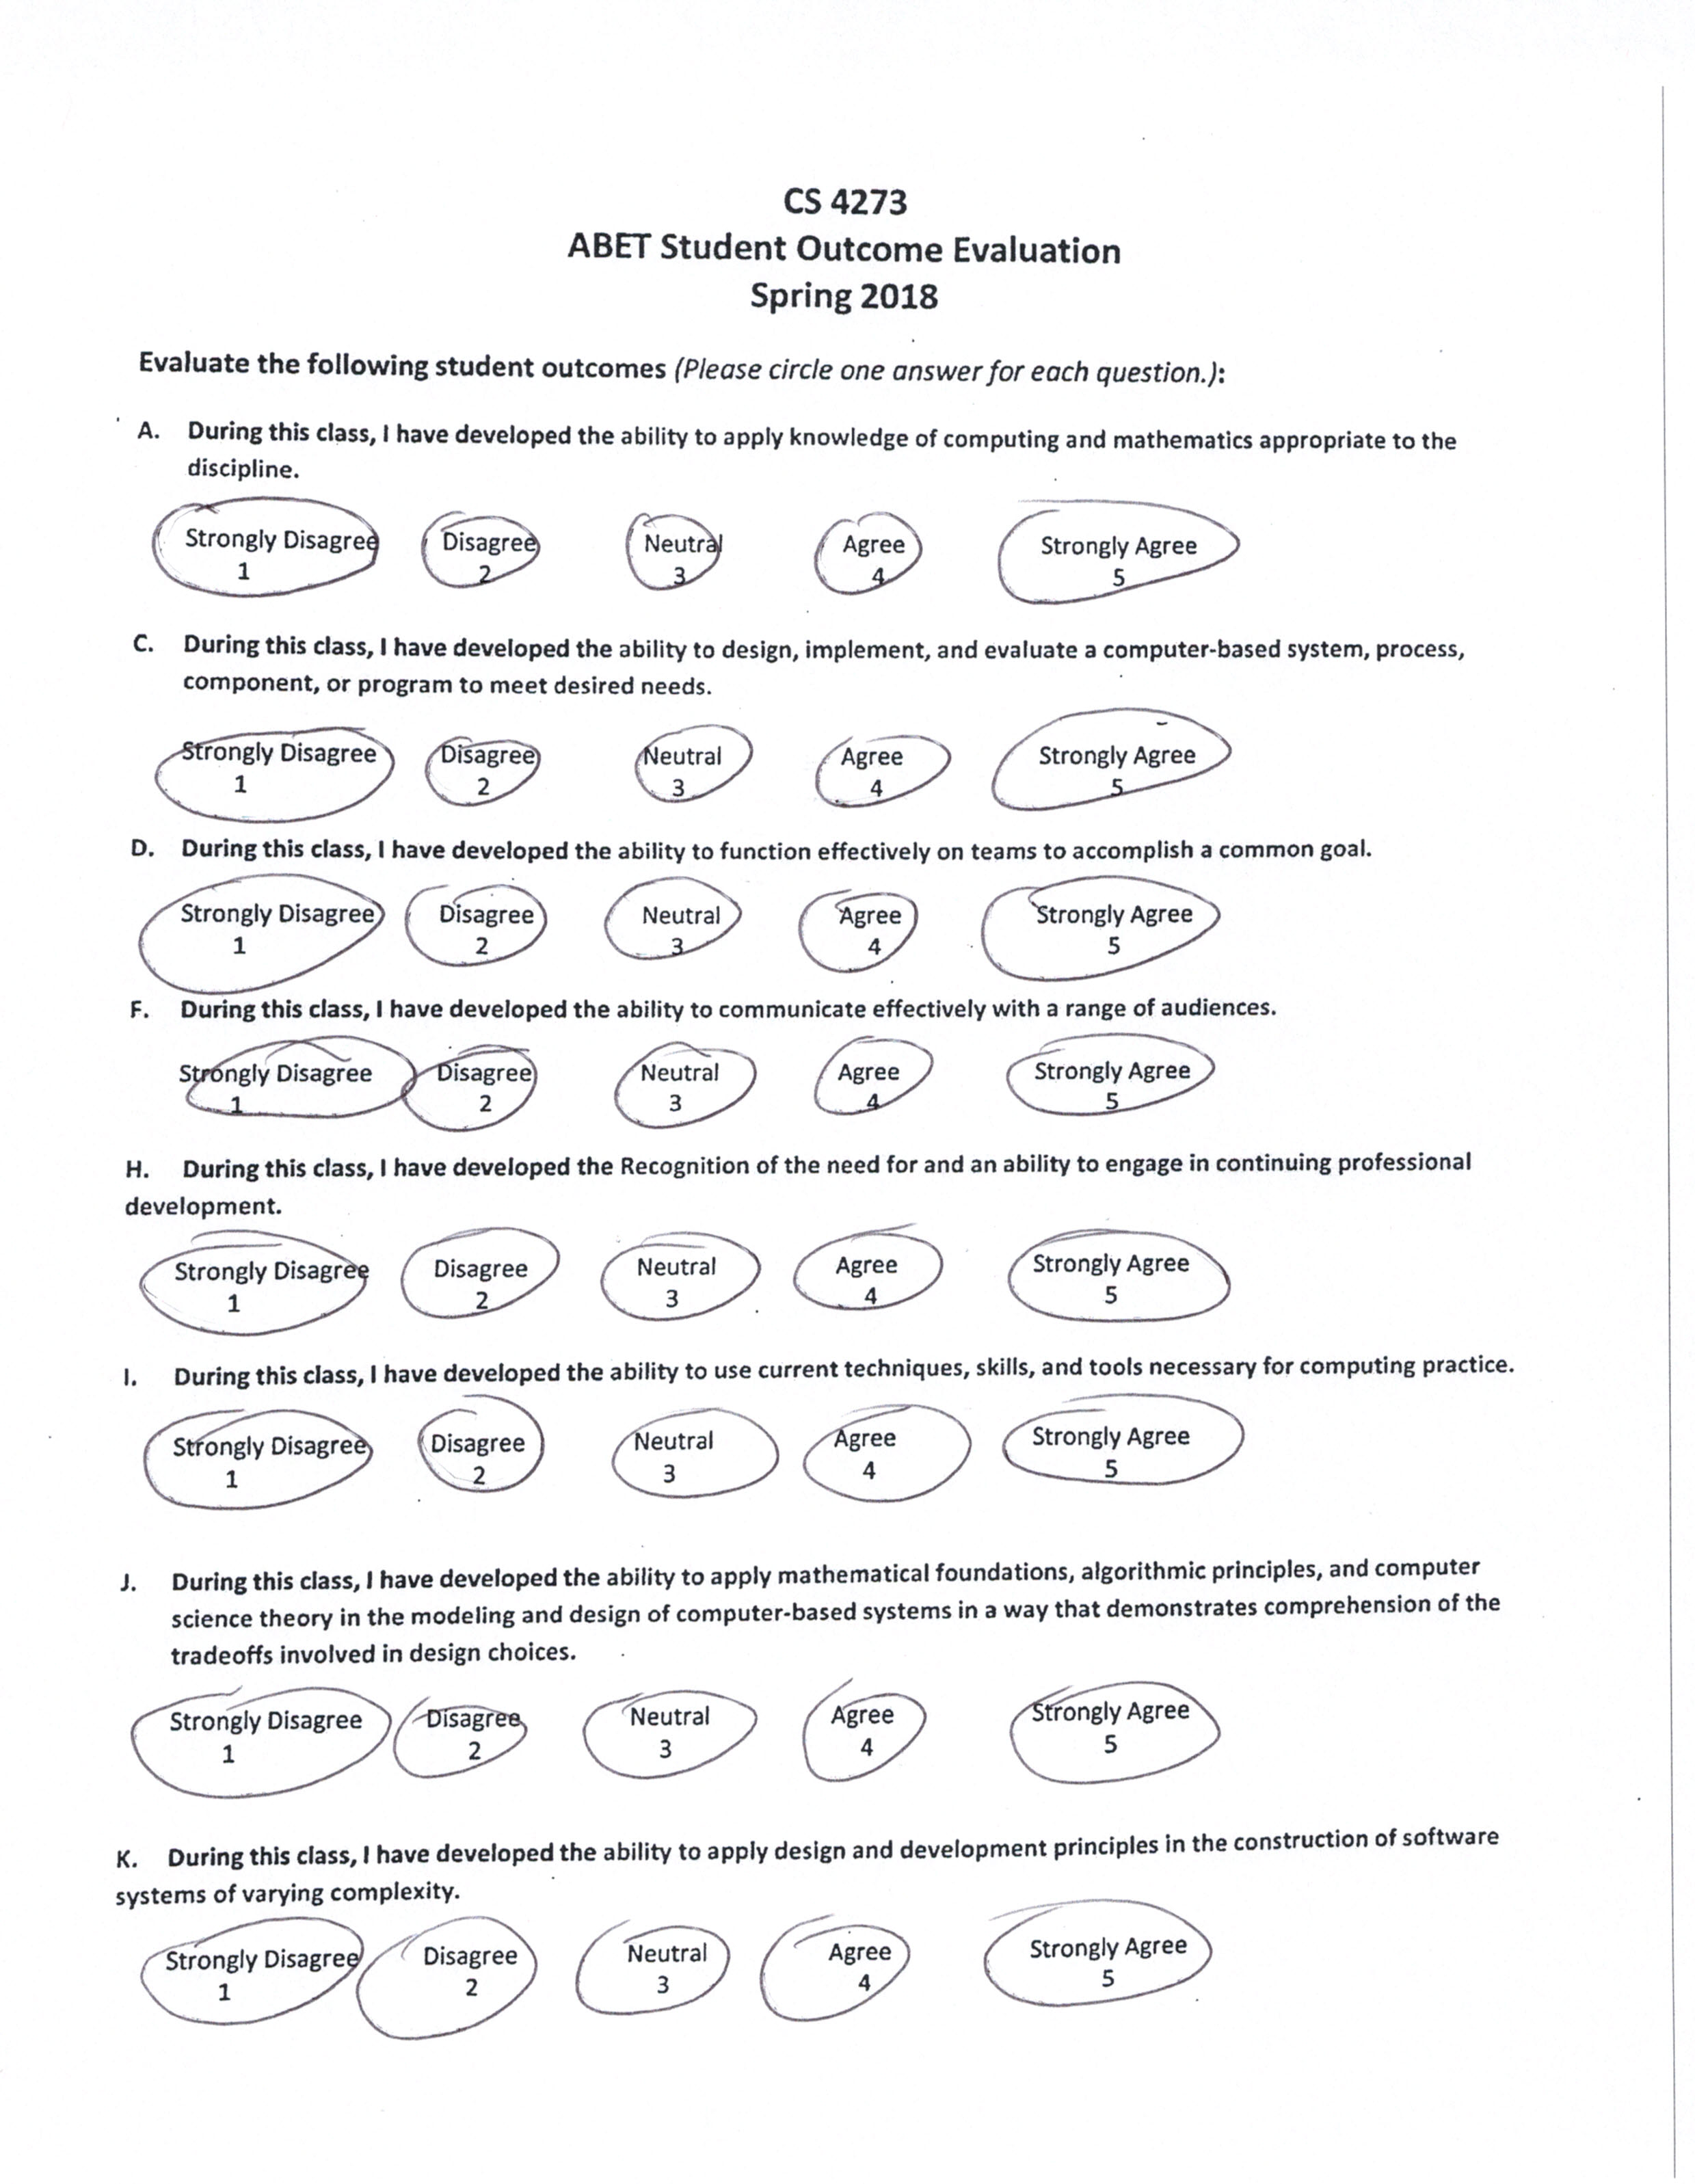 CS 4273
ABET Student Outcome Evaluation
Spring 2018
Evaluate the following student outcomes (Please circle one answer for each question.):
A. During this class, I have developed the ability to apply knowledge of computing and mathematics appropriate to the
discipline.
Strongly Disagree Disagree Neutral Agree Strongly Agree
1 2 3 4 5
C. During this class, I have developed the ability to design, implement, and evaluate a computer-based system, process,
component, or program to meet desired needs.
Strongly Disagree Disagree Neutral Agree Strongly Agree
1 2 3 4 5
D. During this class, I have developed the ability to function effectively on teams to accomplish a common goal.
Strongly Disagree Disagree Neutral Agree Strongly Agree
1 2 3 4 5
F. During this class, I have developed the ability to communicate effectively with a range of audiences.
Strongly Disagree Disagree Neutral Agree Strongly Agree
1 2 3 4 5
H. During this class, I have developed the Recognition of the need for and an ability to engage in continuing professional
development.
Strongly Disagree Disagree Neutral Agree Strongly Agree
1 2 3 4 5
I. During this class, I have developed the ability to use current techniques, skills, and tools necessary for computing practice.
Strongly Disagree Disagree Neutral Agree Strongly Agree
1 2 3 4 5
J. During this class, I have developed the ability to apply mathematical foundations, algorithmic principles, and computer
science theory in the modeling and design of computer-based systems in a way that demonstrates comprehension of the
tradeoffs involved in design choices.
Strongly Disagree Disagree Neutral Agree Strongly Agree
1 2 3 4 5
K. During this class, I have developed the ability to apply design and development principles in the construction of software
systems of varying complexity.
Strongly Disagree Disagree Neutral Agree Strongly Agree
1 2 3 4 5